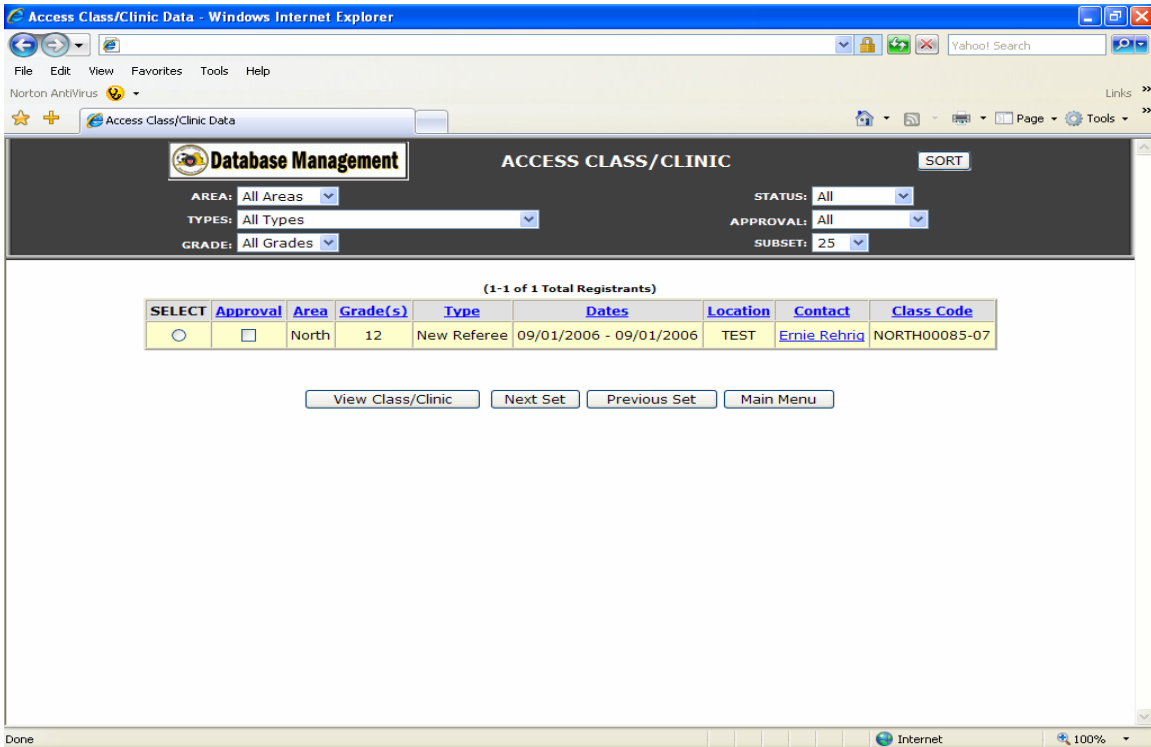 Access Class/Clinic Data - Windows Internet Explorer
Yahoo! Search
File Edit View Favorites Tools Help
Norton AntiVirus Links »
Access Class/Clinic Data Page Tools »
Database Management ACCESS CLASS/CLINIC SORT
AREA: All Areas STATUS: All
TYPES: All Types APPROVAL: All
GRADE: All Grades SUBSET: 25
(1-1 of 1 Total Registrants)
SELECT Approval Area Grade(s) Type Dates Location Contact Class Code
North 12 New Referee 09/01/2006 - 09/01/2006 TEST Ernie Rehrig NORTH00085-07
View Class/Clinic Next Set Previous Set Main Menu
Done Internet 100%